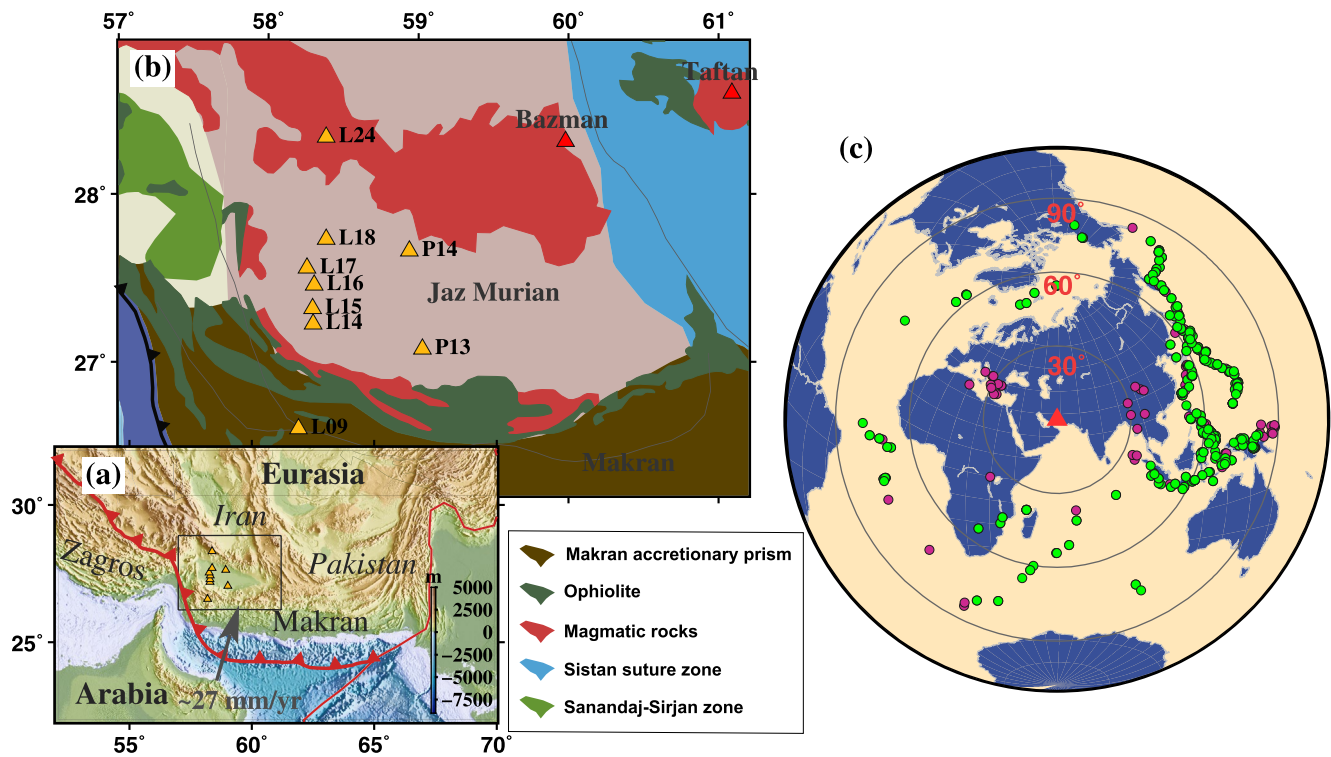 57° 58° 59° 60° 61°
(b)
Taftan
Bazman
L24
28°
L18
P14
L17
L16
Jaz Murian
L15
L14
P13
27°
L09
Makran
(a)
Eurasia
30°
Iran
Zagros
Pakistan
m
5000
2500
0
−2500
−5000
−7500
Makran
25°
Arabia
~27 mm/yr
55° 60° 65° 70°
Makran accretionary prism
Ophiolite
Magmatic rocks
Sistan suture zone
Sanandaj-Sirjan zone
(c)
90°
60°
30°